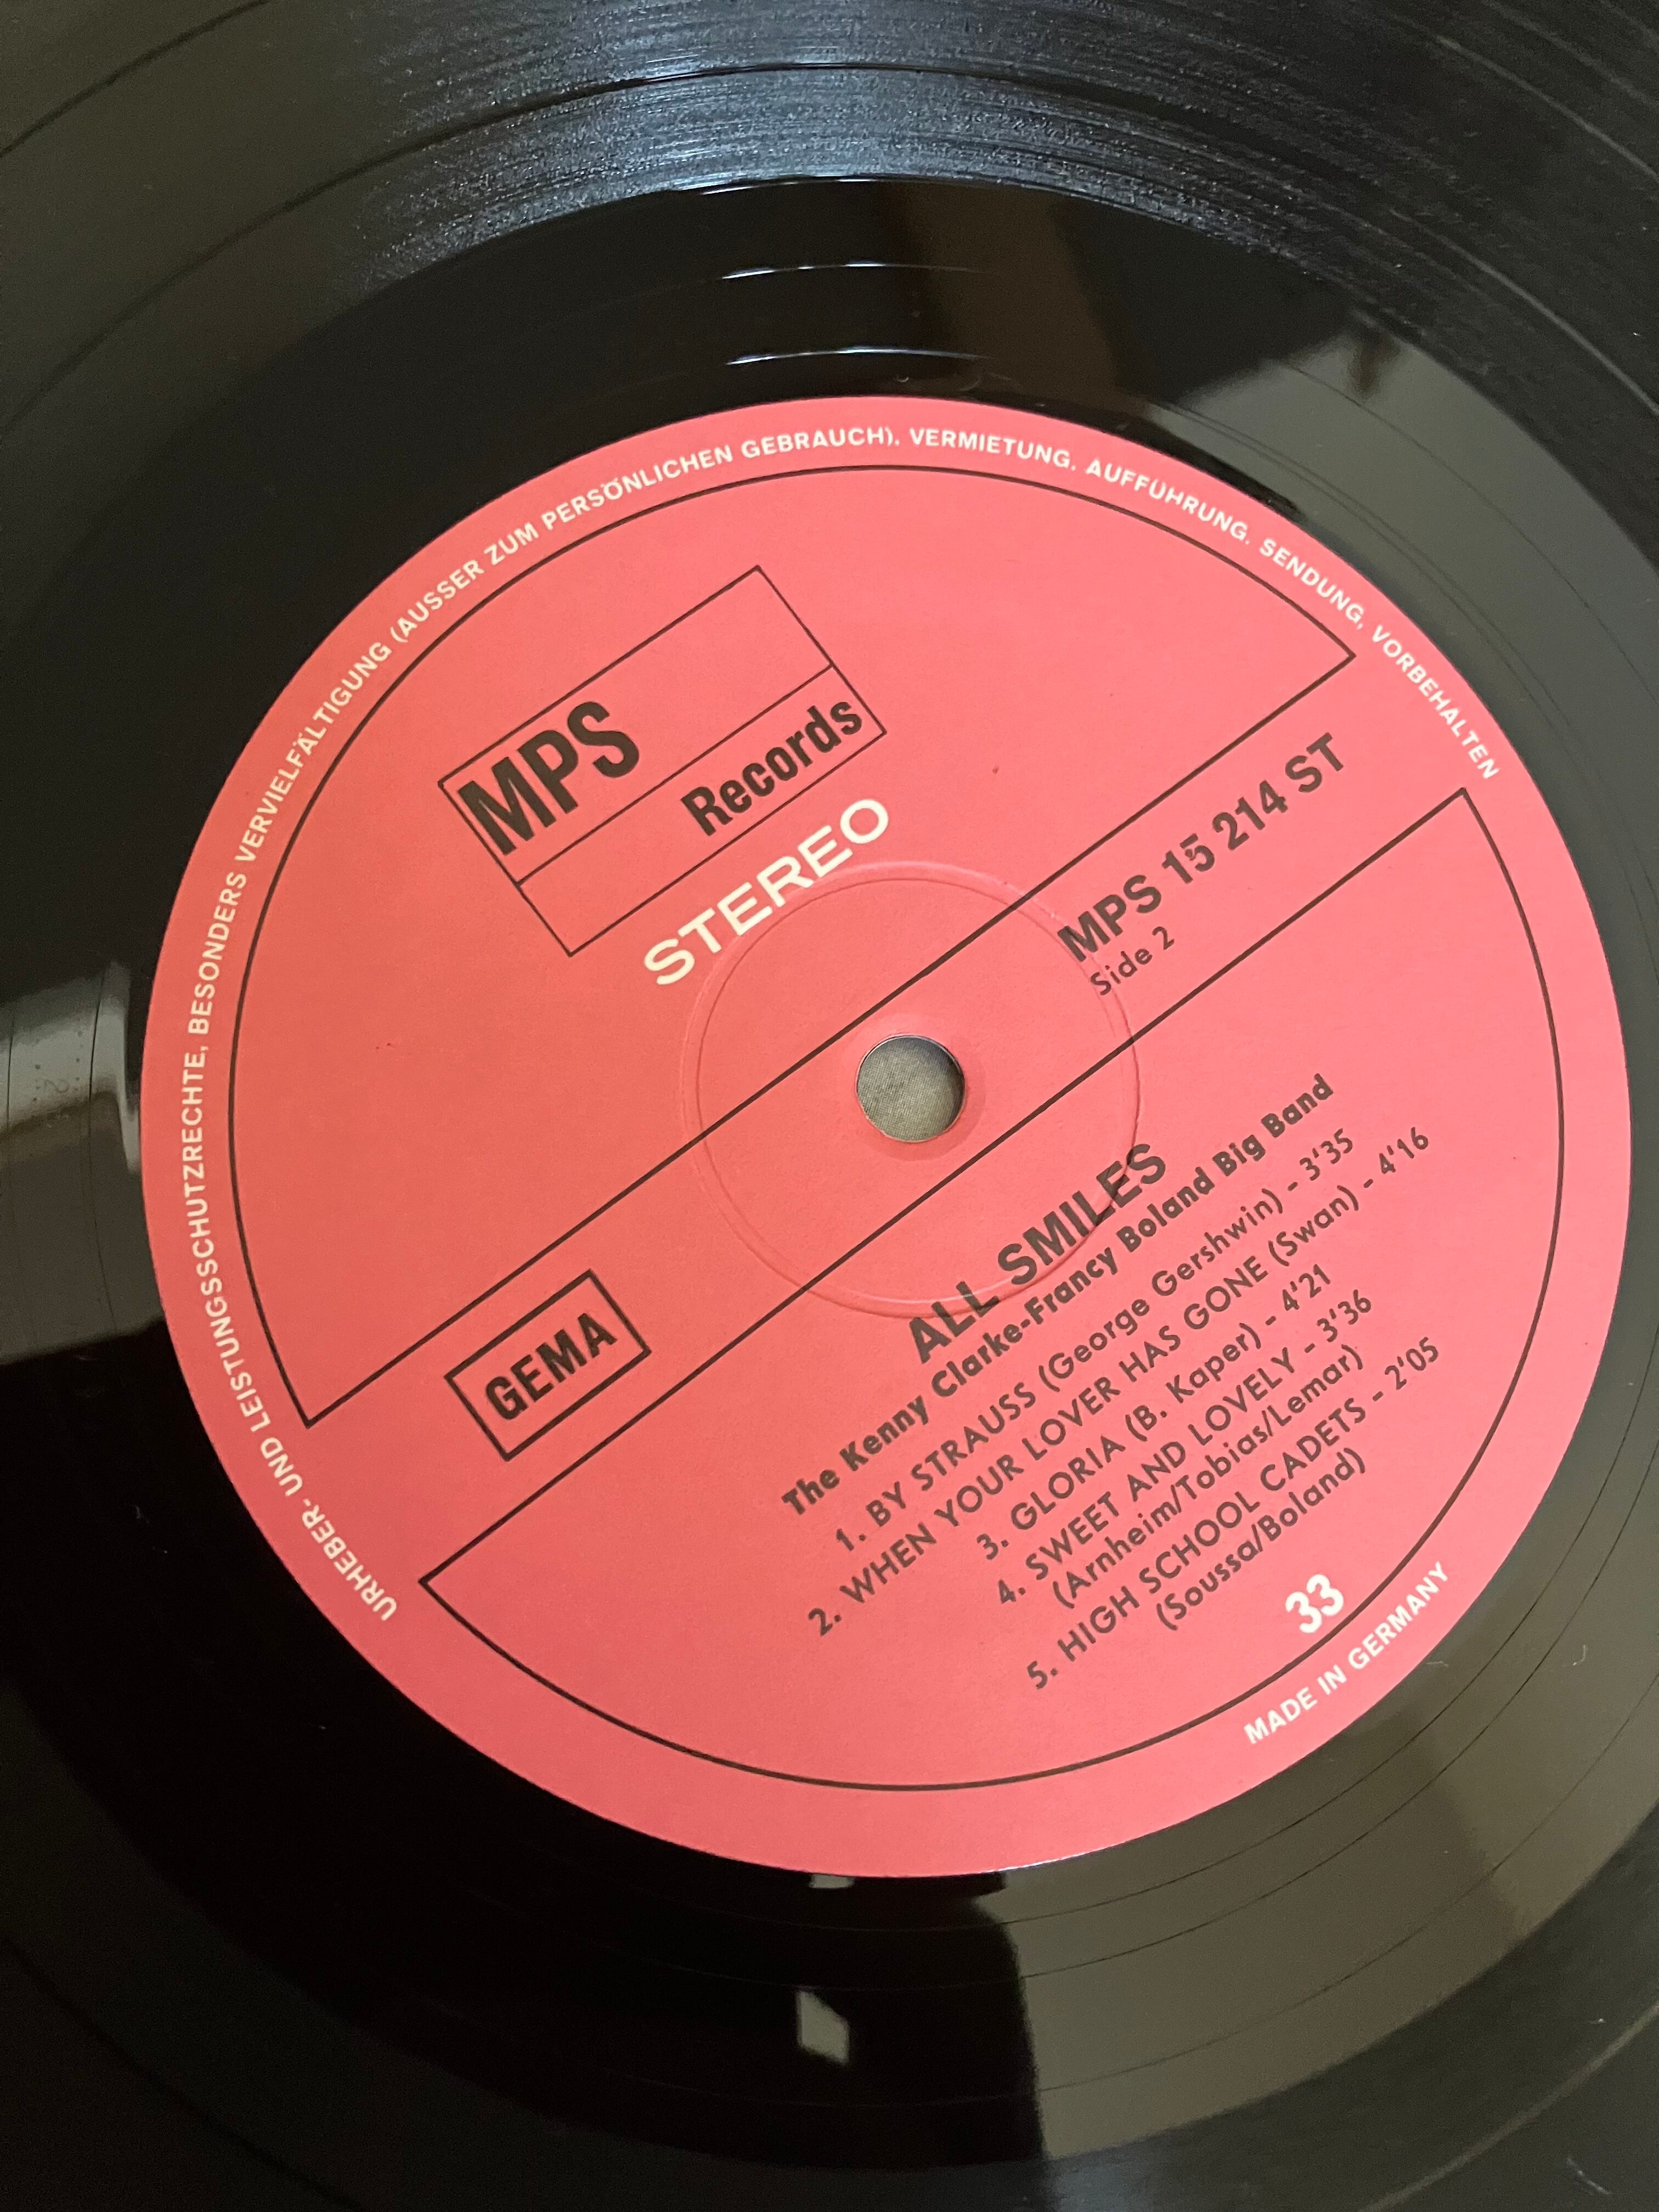 URHEBER- UND LEISTUNGSSCHUTZRECHTE, BESONDERS VERVIELFÄLTIGUNG (AUSSER ZUM PERSÖNLICHEN GEBRAUCH). VERMIETUNG. AUFFÜHRUNG. SENDUNG, VORBEHALTEN
MPS
Records
STEREO
MPS 15 214 ST
Side 2
GEMA
ALL SMILES
The Kenny Clarke-Francy Boland Big Band
1. BY STRAUSS (George Gershwin) - 3'35
2. WHEN YOUR LOVER HAS GONE (Swan) - 4'16
3. GLORIA (B. Kaper) - 4'21
4. SWEET AND LOVELY - 3'36
(Arnheim/Tobias/Lemar)
5. HIGH SCHOOL CADETS - 2'05
(Soussa/Boland)
33
MADE IN GERMANY